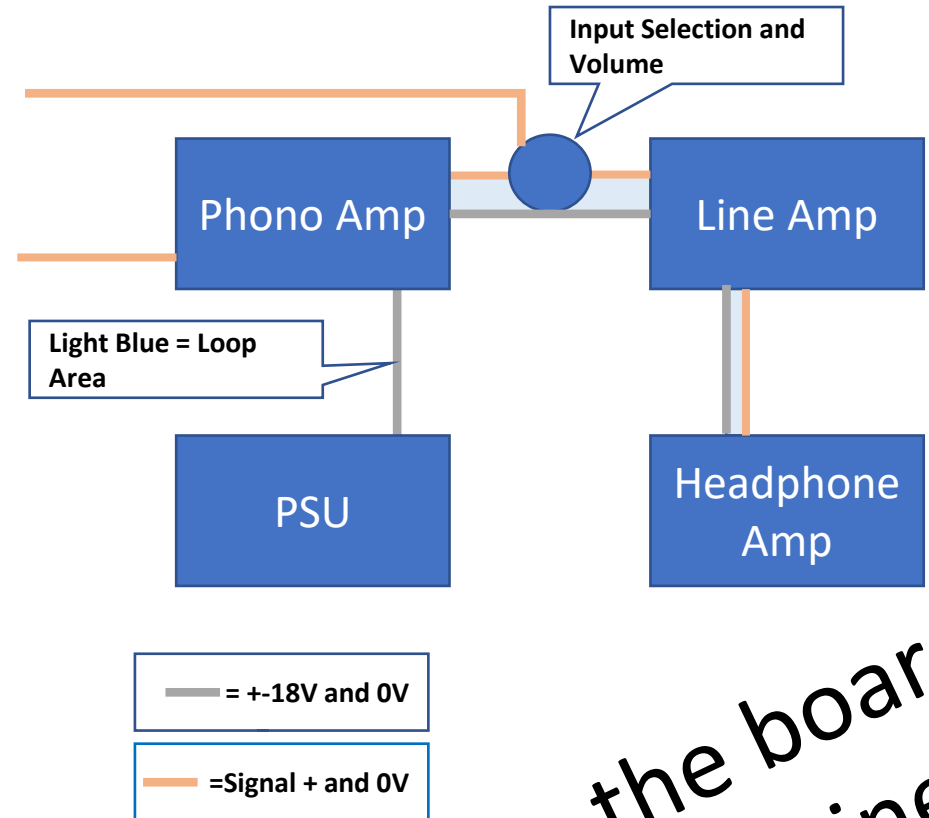 Input Selection and
Volume
Phono Amp
Line Amp
Light Blue = Loop
Area
PSU
Headphone
Amp
= +-18V and 0V
=Signal + and 0V
the boar